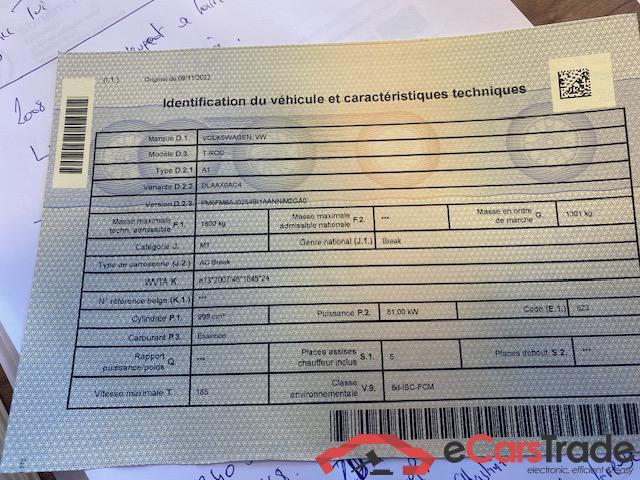 2008
(I.1.) Original du 09/11/2022
Identification du véhicule et caractéristiques techniques
Marque D.1. VOLKSWAGEN, VW
Modèle D.3. T-ROC
Type D.2.1. A1
Variante D.2.2. DLAAX0AC4
Version D.2.3.
Masse maximale techn. admissible F.1. 1800 kg Masse maximale admissible nationale F.2. *** Masse en ordre de marche G. 1301 kg
Catégorie J. M1 Genre national (J.1.) Break
Type de carrosserie (J.2.) AC Break
WVTA K. e13*2007/46*1845*24
N° référence belge (K.1.) ***
Cylindrée P.1. 999 cm³ Puissance P.2. 81,00 kW Code (E.1.) 623
Carburant P.3. Essence
Rapport puissance/poids Q. *** Places assises chauffeur inclus S.1. 5 Places debout S.2. ***
Vitesse maximale T. 185 Classe environnementale V.9. 6d-ISC-FCM
eCarsTrade
electronic, efficient & easy